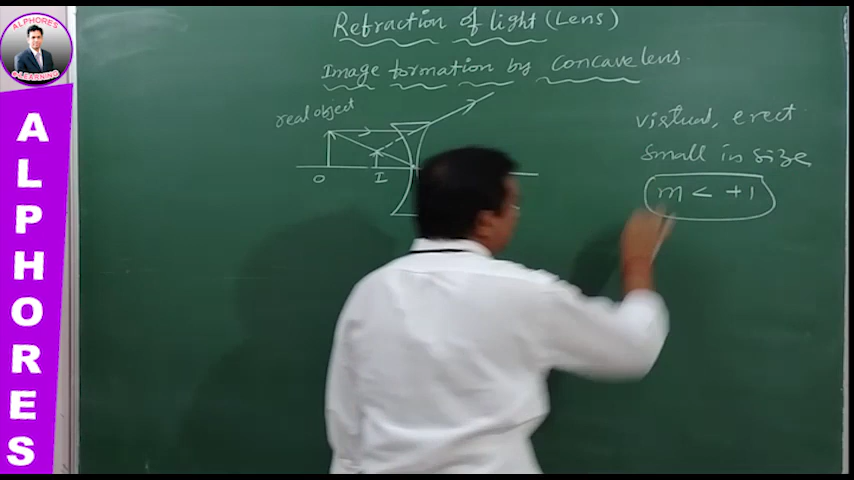 ALPHORES
e-LEARNING
ALPHORES
Refraction of light (Lens)
Image formation by Concave lens.
real object
O
I
virtual, erect
small in size
m < +1